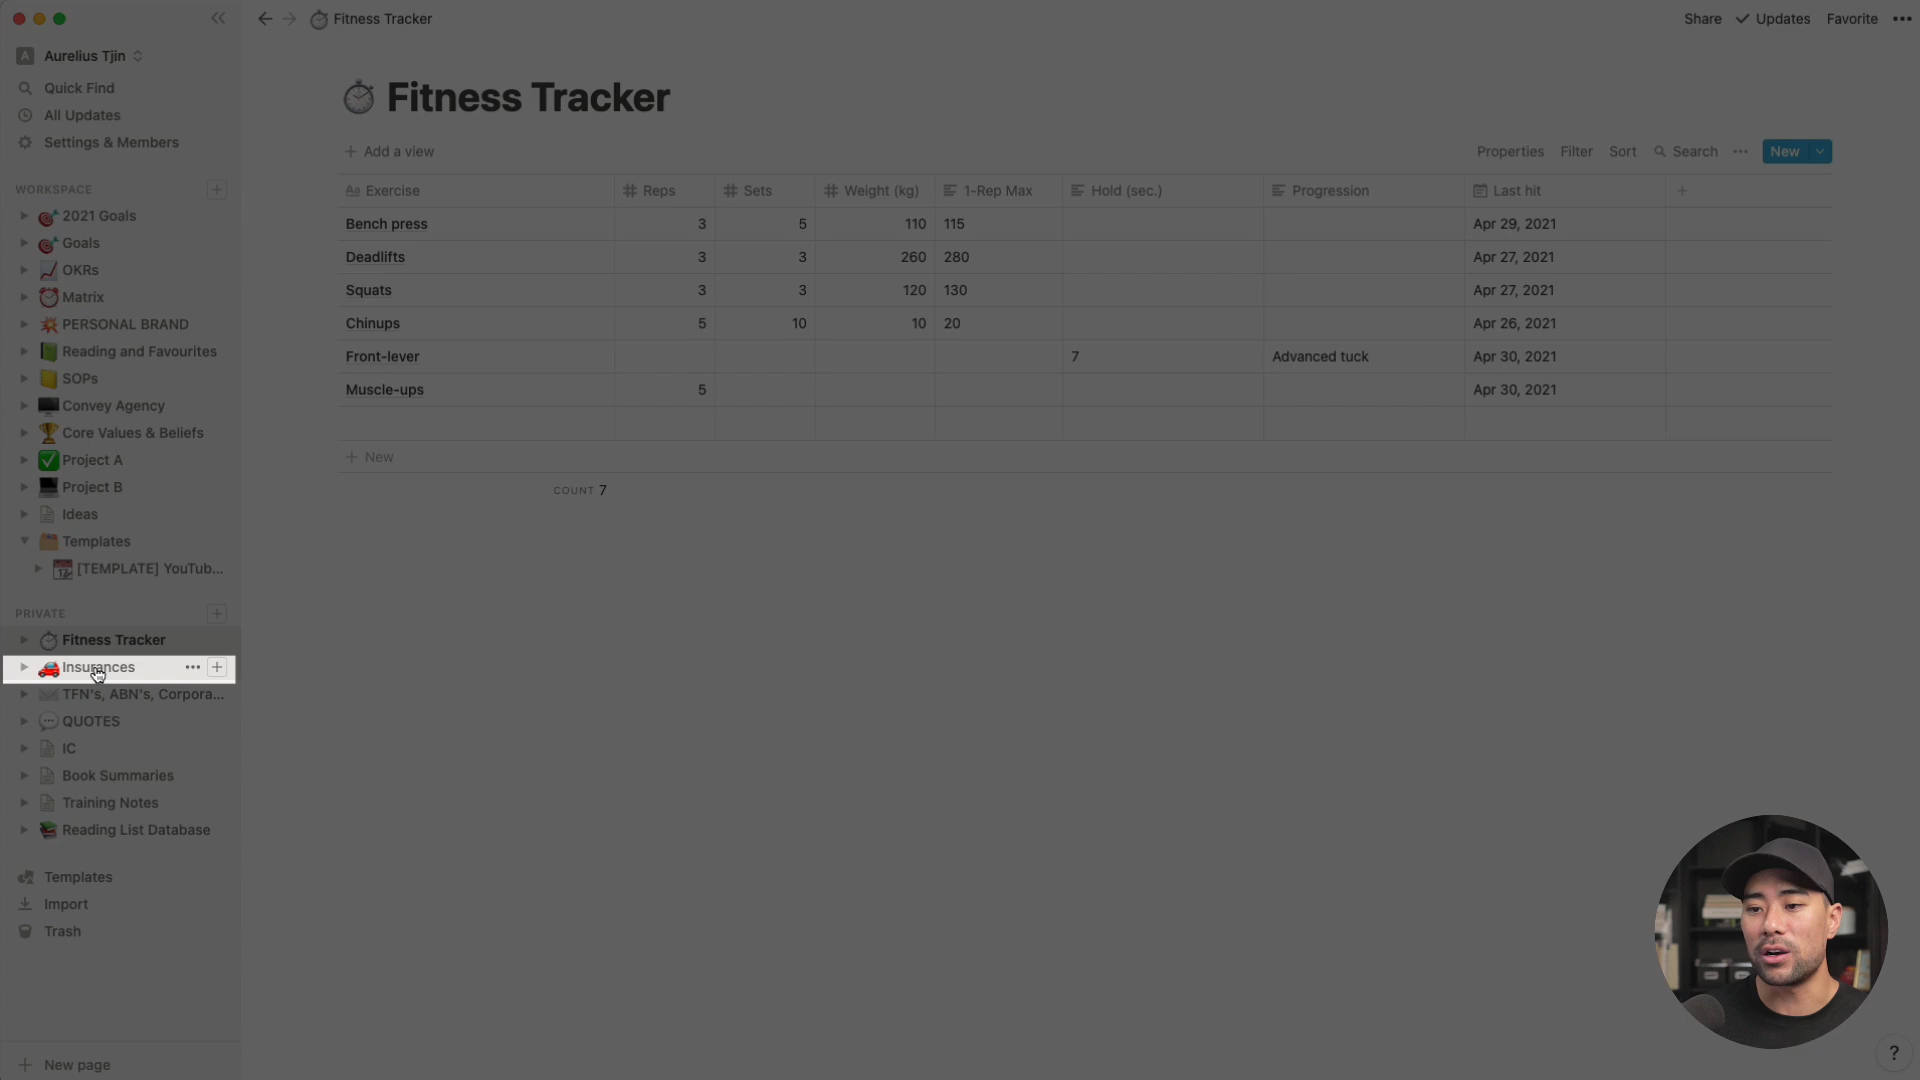 Fitness Tracker
Share
Updates
Favorite
A Aurelius Tjin
Quick Find
All Updates
Settings & Members
WORKSPACE
2021 Goals
Goals
OKRs
Matrix
PERSONAL BRAND
Reading and Favourites
SOPs
Convey Agency
Core Values & Beliefs
Project A
Project B
Ideas
Templates
[TEMPLATE] YouTub...
PRIVATE
Fitness Tracker
Insurances
TFN's, ABN's, Corpora...
QUOTES
IC
Book Summaries
Training Notes
Reading List Database
Templates
Import
Trash
New page
Fitness Tracker
Add a view
Properties Filter Sort Search New
Aa Exercise Reps Sets Weight (kg) 1-Rep Max Hold (sec.) Progression Last hit
Bench press 3 5 110 115 Apr 29, 2021
Deadlifts 3 3 260 280 Apr 27, 2021
Squats 3 3 120 130 Apr 27, 2021
Chinups 5 10 10 20 Apr 26, 2021
Front-lever 7 Advanced tuck Apr 30, 2021
Muscle-ups 5 Apr 30, 2021
New
COUNT 7
?